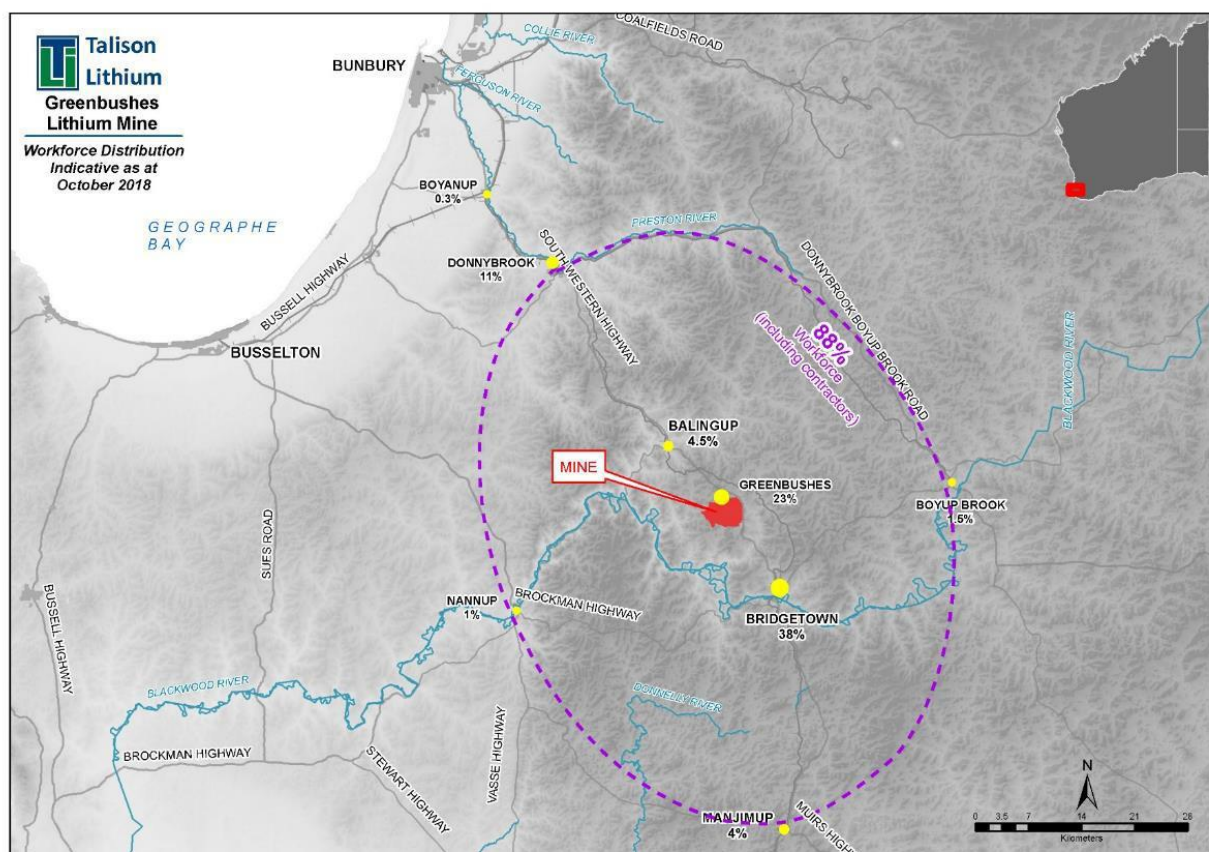 Talison
Lithium
Greenbushes
Lithium Mine
Workforce Distribution
Indicative as at
October 2018
COALFIELDS ROAD
COLLIE RIVER
BUNBURY
FERGUSON RIVER
BOYANUP
0.3%
GEOGRAPHE
BAY
PRESTON RIVER
SOUTH WESTERN HIGHWAY
DONNYBROOK
11%
DONNYBROOK BOYUP BROOK ROAD
BUSSELL HIGHWAY
BUSSELTON
88%
Workforce
(including contractors)
BLACKWOOD RIVER
BALINGUP
4.5%
MINE
GREENBUSHES
23%
BOYUP BROOK
1.5%
SUES ROAD
BUSSELL HIGHWAY
NANNUP
1%
BROCKMAN HIGHWAY
BRIDGETOWN
38%
BLACKWOOD RIVER
DONNELLY RIVER
BROCKMAN HIGHWAY
STEWART HIGHWAY
VASSE HIGHWAY
MANJIMUP
4%
MUIRS HIGH
N
0 3.5 7 14 21 28
Kilometers